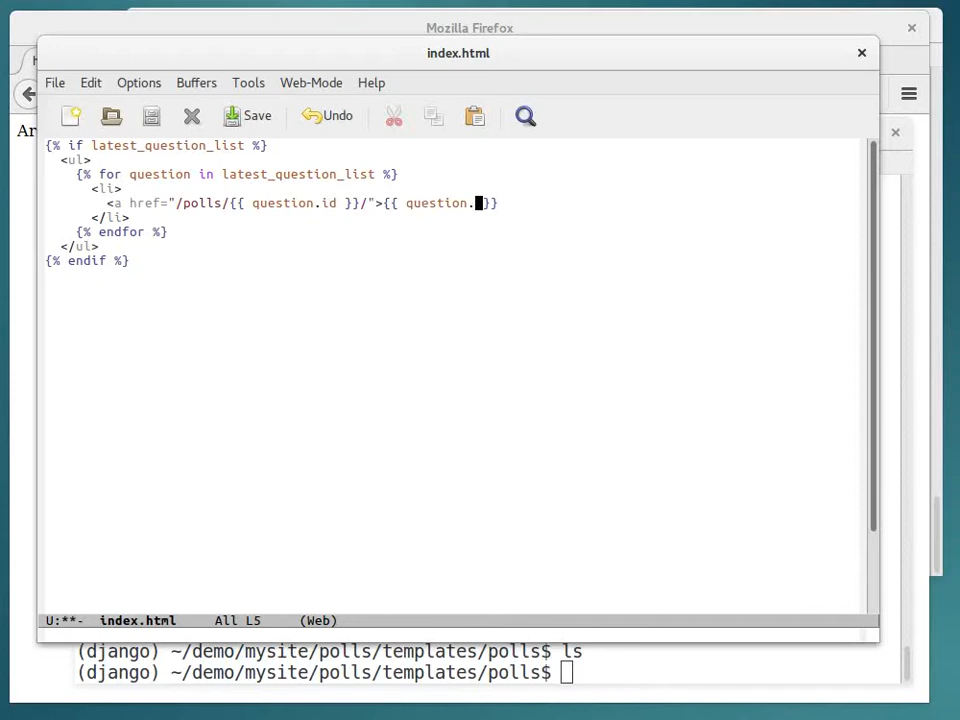 Mozilla Firefox
index.html
File Edit Options Buffers Tools Web-Mode Help
Save Undo
Ar
{% if latest_question_list %}
<ul>
{% for question in latest_question_list %}
<li>
<a href="/polls/{{ question.id }}/">{{ question. }}
</li>
{% endfor %}
</ul>
{% endif %}
U:**- index.html All L5 (Web)
(django) ~/demo/mysite/polls/templates/polls$ ls
(django) ~/demo/mysite/polls/templates/polls$